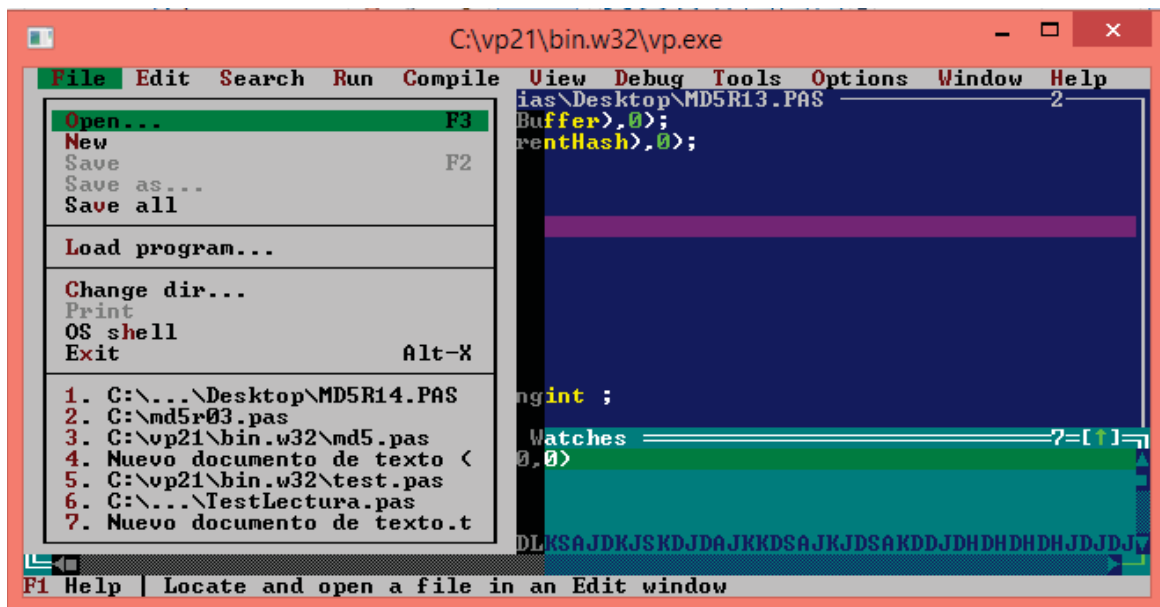 C:\vp21\bin.w32\vp.exe
File Edit Search Run Compile View Debug Tools Options Window Help
ias\Desktop\MD5R13.PAS 2
Open... F3
Buffer),0);
New
rentHash),0);
Save F2
Save as...
Save all
Load program...
Change dir...
Print
OS shell
Exit Alt-X
1. C:\...\Desktop\MD5R14.PAS
ngint ;
2. C:\md5r03.pas
3. C:\vp21\bin.w32\md5.pas
Watches 7=[↑]
4. Nuevo documento de texto (
0,0)
5. C:\vp21\bin.w32\test.pas
6. C:\...\TestLectura.pas
7. Nuevo documento de texto.t
DLKSAJDKJSKDJDAJKKDSAJKJDSAKDDJDHDHDHDHJDJDJ
F1 Help | Locate and open a file in an Edit window